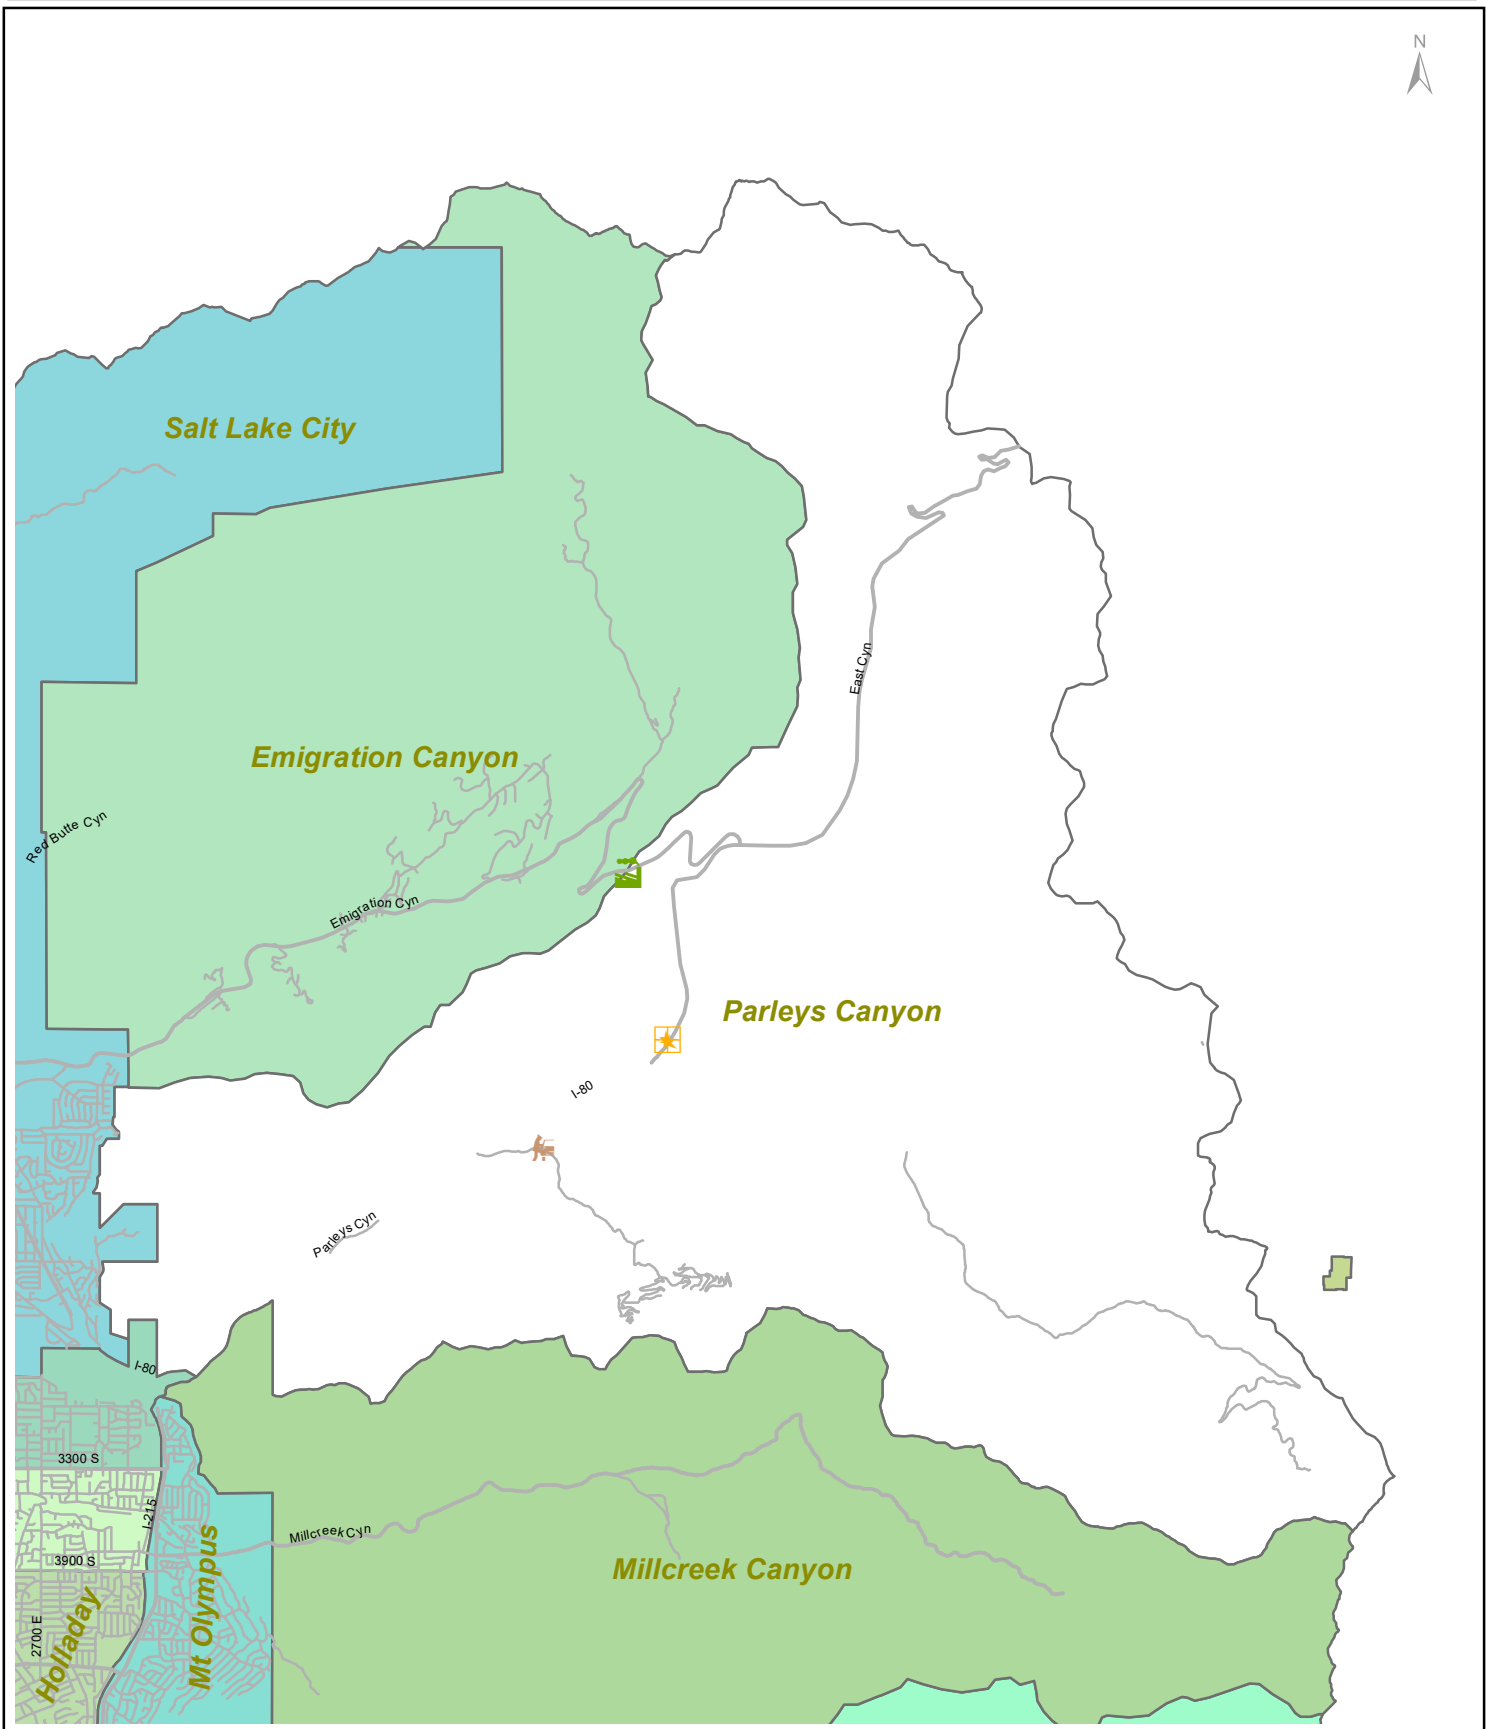 N
Salt Lake City
East Cyn
Emigration Canyon
Red Butte Cyn
Emigration Cyn
Parleys Canyon
I-80
Parleys Cyn
I-80
3300 S
I-215
Millcreek Cyn
3900 S
Millcreek Canyon
Mt Olympus
Holladay
2700 E